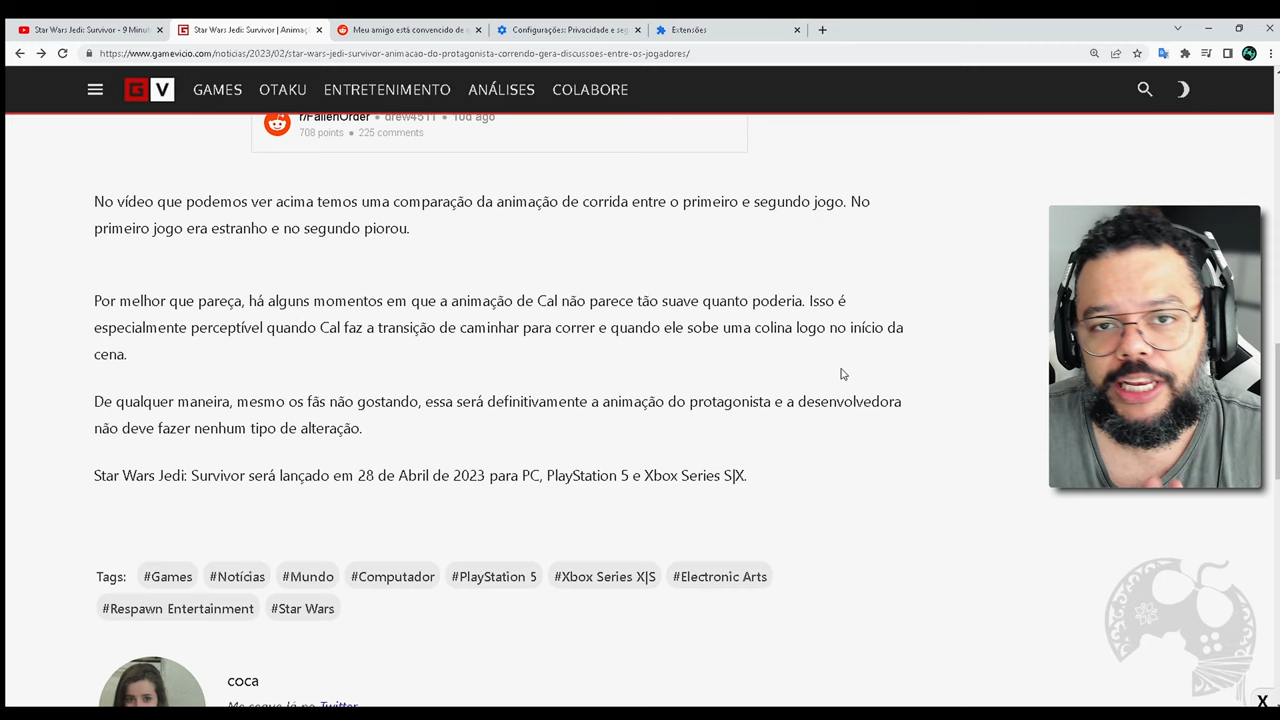 Star Wars Jedi: Survivor - 9 Minut
Star Wars Jedi: Survivor | Animaç
Meu amigo está convencido de
Configurações: Privacidade e seg
Extensões
https://www.gamevicio.com/noticias/2023/02/star-wars-jedi-survivor-animacao-do-protagonista-correndo-gera-discussoes-entre-os-jogadores/
G V
GAMES
OTAKU
ENTRETENIMENTO
ANÁLISES
COLABORE
r/FallenOrder • drew4511 • 10d ago
708 points • 225 comments
No vídeo que podemos ver acima temos uma comparação da animação de corrida entre o primeiro e segundo jogo. No
primeiro jogo era estranho e no segundo piorou.
Por melhor que pareça, há alguns momentos em que a animação de Cal não parece tão suave quanto poderia. Isso é
especialmente perceptível quando Cal faz a transição de caminhar para correr e quando ele sobe uma colina logo no início da
cena.
De qualquer maneira, mesmo os fãs não gostando, essa será definitivamente a animação do protagonista e a desenvolvedora
não deve fazer nenhum tipo de alteração.
Star Wars Jedi: Survivor será lançado em 28 de Abril de 2023 para PC, PlayStation 5 e Xbox Series S|X.
Tags: #Games #Notícias #Mundo #Computador #PlayStation 5 #Xbox Series X|S #Electronic Arts
#Respawn Entertainment #Star Wars
coca
Me segue lá no Twitter
X